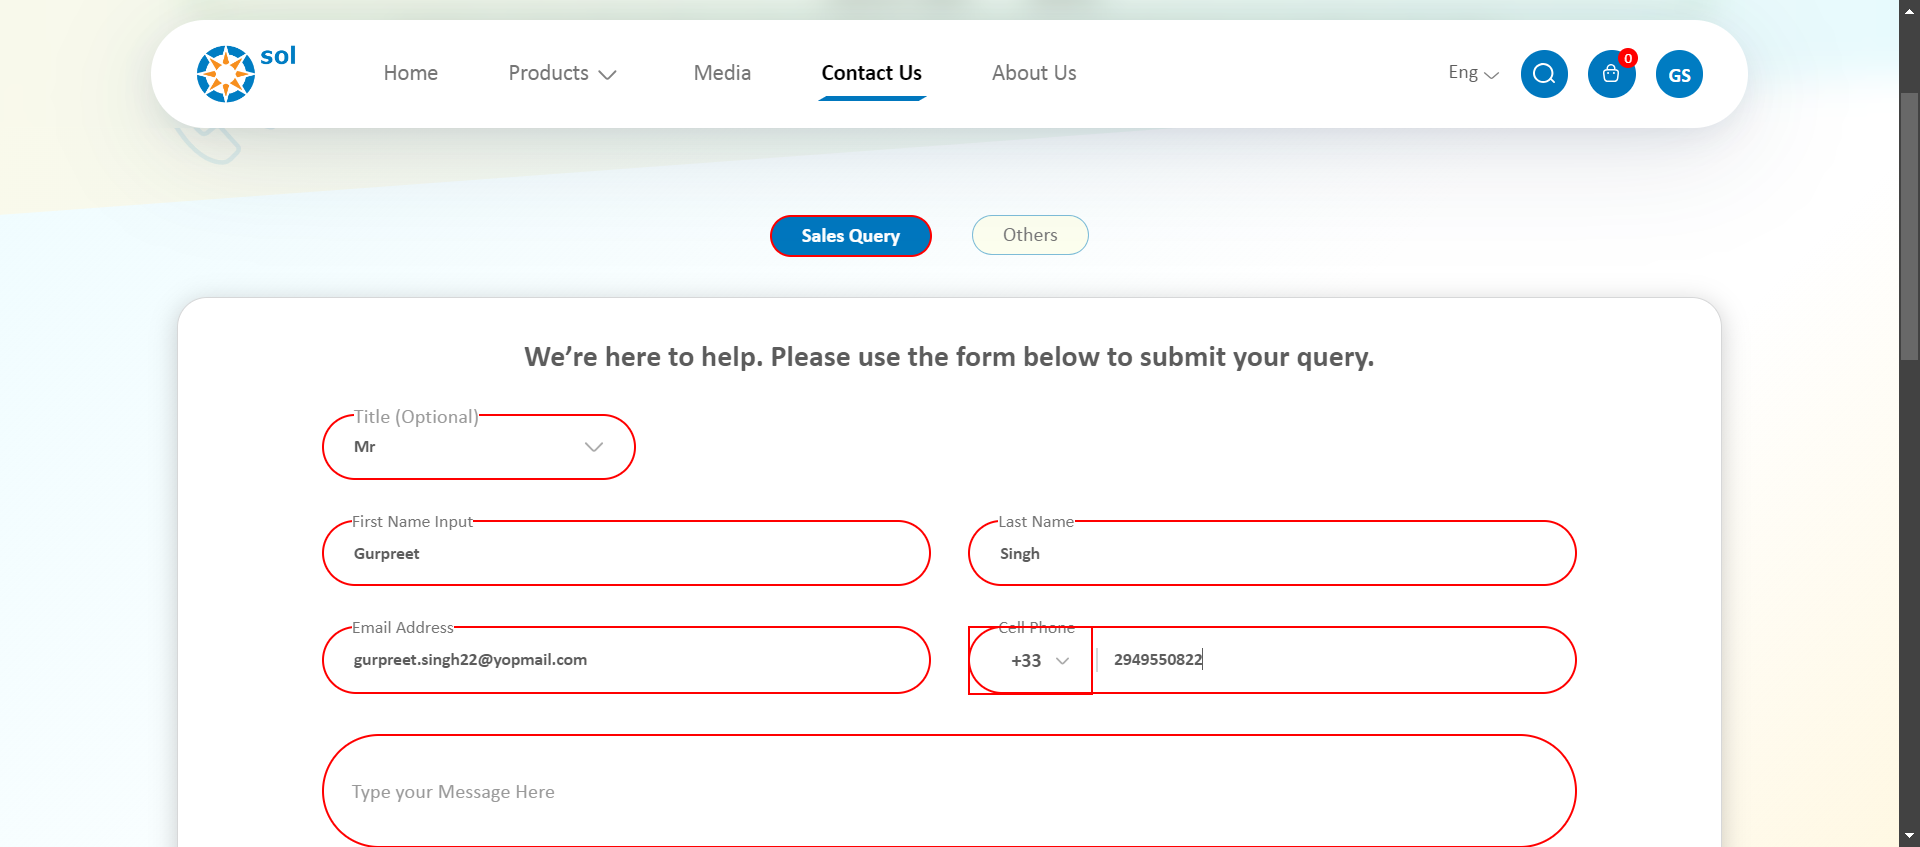 sol
Home
Products
Media
Contact Us
About Us
Eng
0
GS
Sales Query
Others
We’re here to help. Please use the form below to submit your query.
Title (Optional)
Mr
First Name Input
Gurpreet
Last Name
Singh
Email Address
gurpreet.singh22@yopmail.com
Cell Phone
+33
2949550822
Type your Message Here